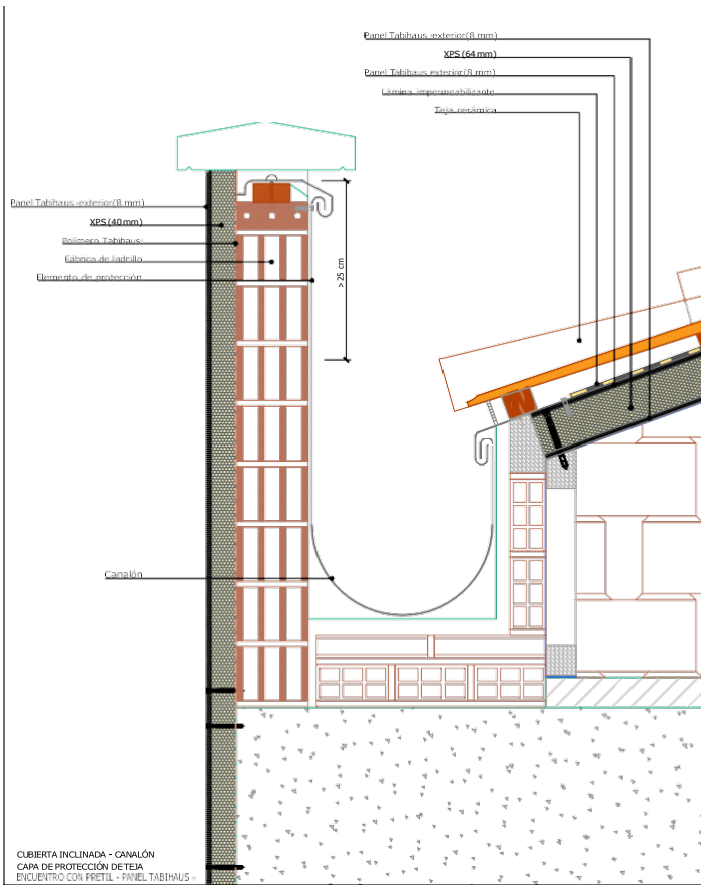 Panel Tabihaus exterior(8 mm)
XPS (64 mm)
Panel Tabihaus exterior(8 mm)
Lámina impermeabilizante
Teja cerámica
Panel Tabihaus exterior(8 mm)
XPS (40 mm)
Polímero Tabihaus
Fábrica de ladrillo
Elemento de protección
> 25 cm
Canalón
CUBIERTA INCLINADA - CANALÓN
CAPA DE PROTECCIÓN DE TEJA
ENCUENTRO CON PRETIL - PANEL TABIHAUS